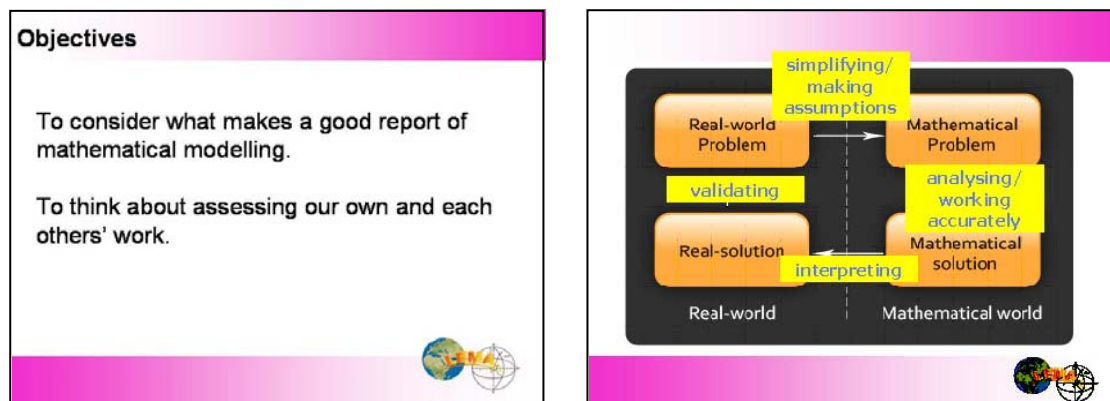 Objectives
To consider what makes a good report of
mathematical modelling.
To think about assessing our own and each
others' work.
LEMA
simplifying/
making
assumptions
Real-world
Problem
Mathematical
Problem
validating
analysing/
working
accurately
Real-solution
Mathematical
solution
interpreting
Real-world
Mathematical world
LEMA